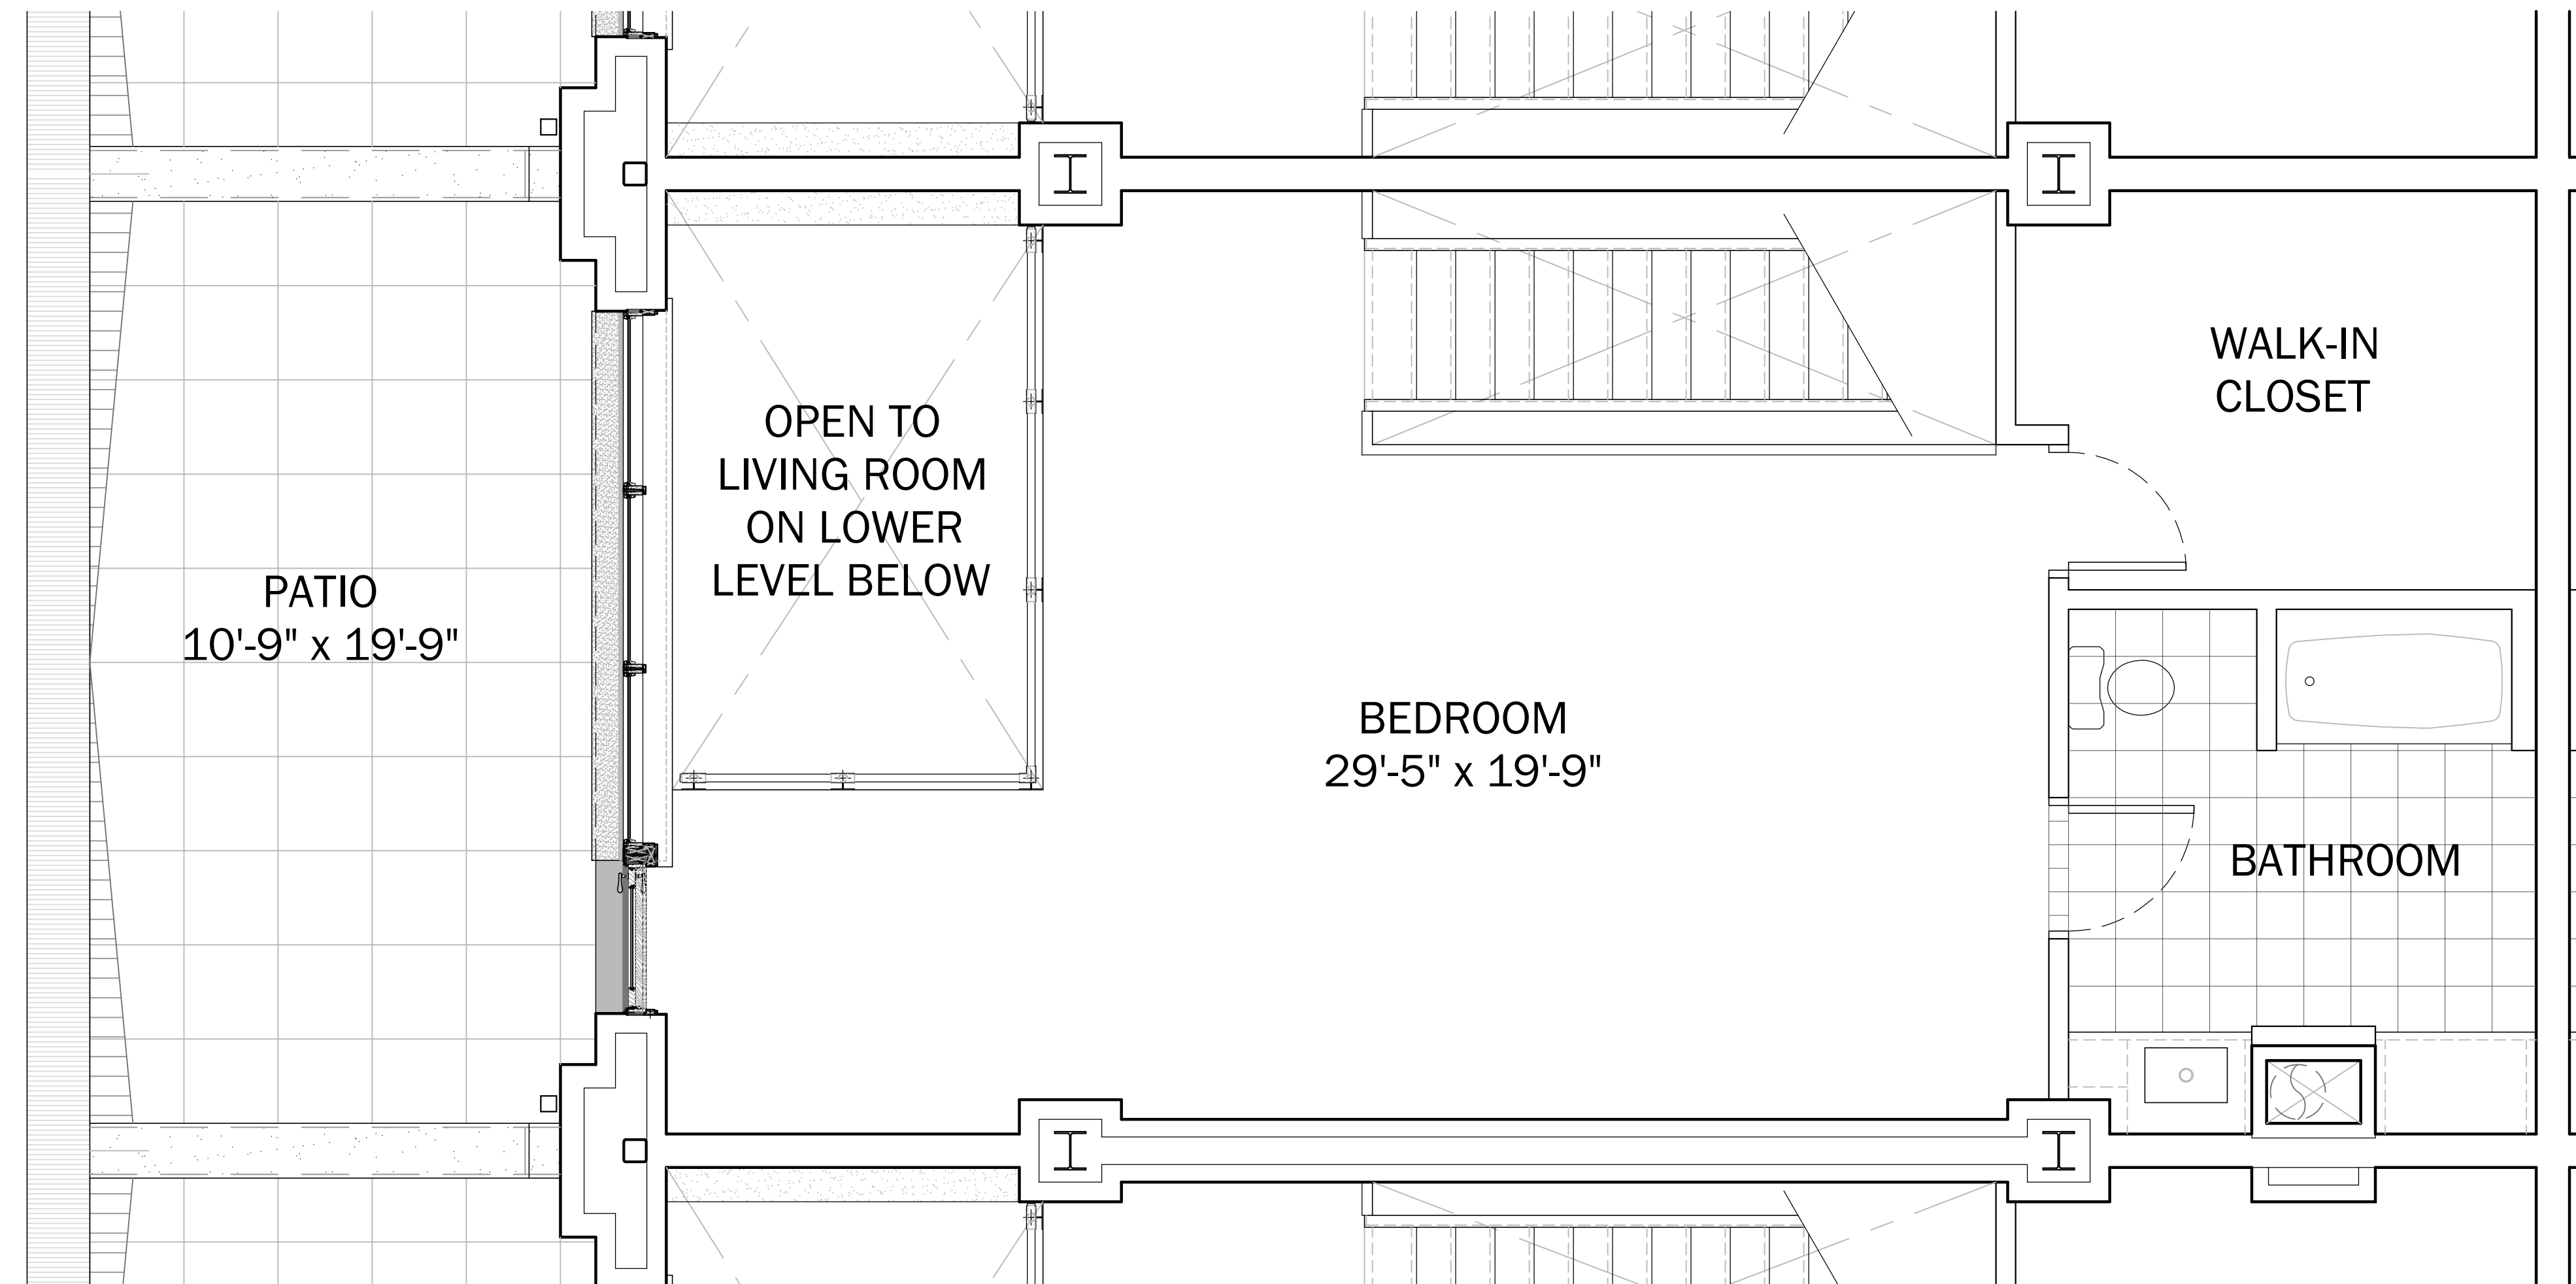 WALK-IN
CLOSET
OPEN TO
LIVING ROOM
ON LOWER
LEVEL BELOW
PATIO
10'-9" x 19'-9"
BEDROOM
29'-5" x 19'-9"
BATHROOM